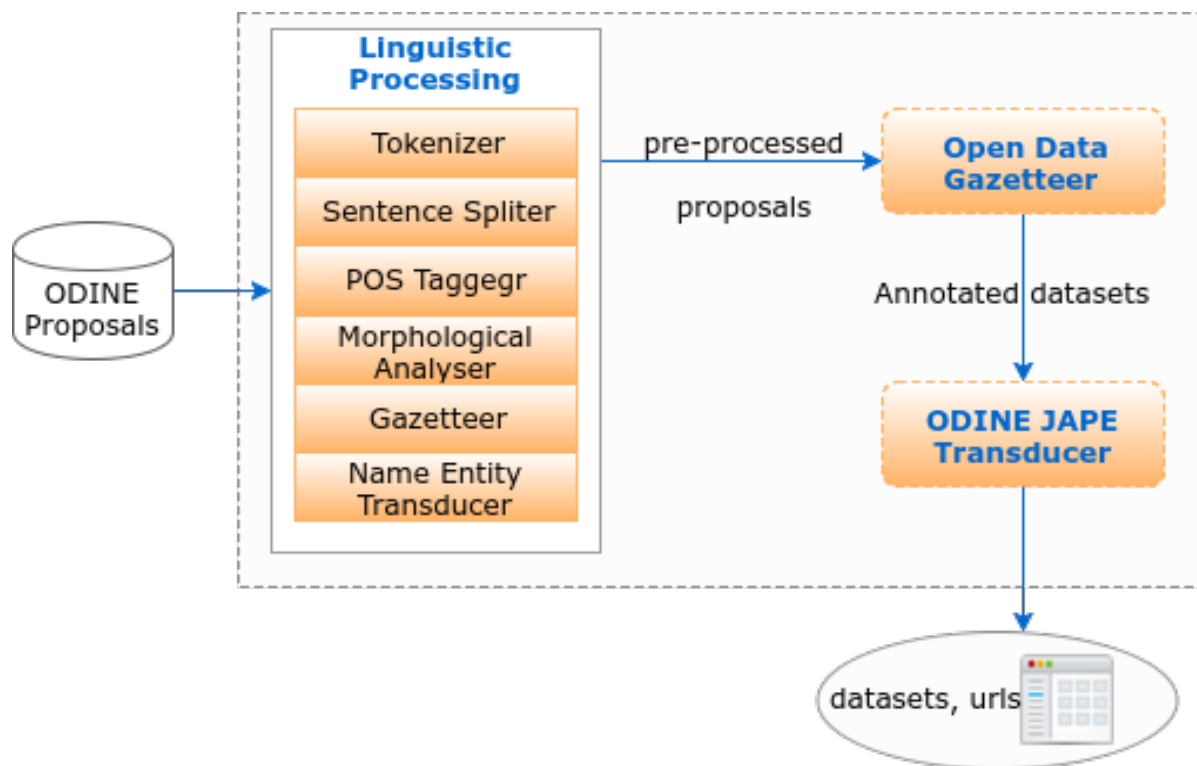 Linguistic
Processing
Tokenizer
Sentence Spliter
POS Taggegr
Morphological
Analyser
Gazetteer
Name Entity
Transducer
ODINE
Proposals
pre-processed
proposals
Open Data
Gazetteer
Annotated datasets
ODINE JAPE
Transducer
datasets, urls